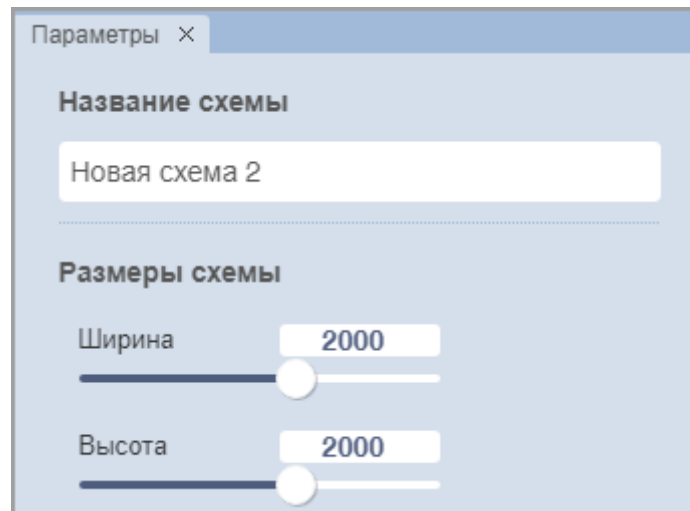 Параметры ×
Название схемы
Новая схема 2
Размеры схемы
Ширина 2000
Высота 2000